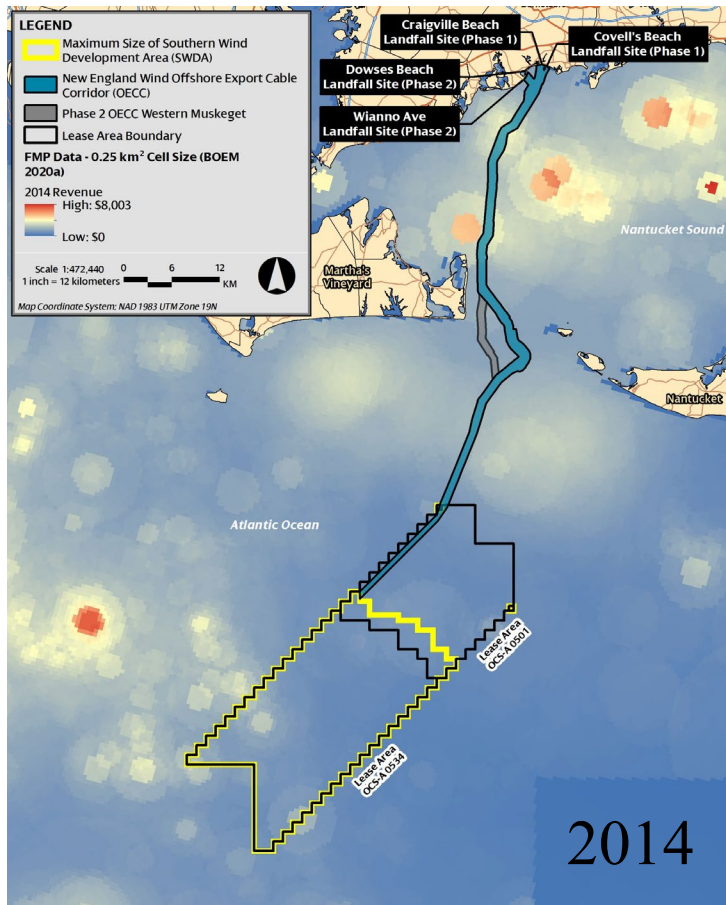 LEGEND
Maximum Size of Southern Wind
Development Area (SWDA)
New England Wind Offshore Export Cable
Corridor (OECC)
Phase 2 OECC Western Muskeget
Lease Area Boundary
FMP Data - 0.25 km² Cell Size (BOEM
2020a)
2014 Revenue
High: $8,003
Low: $0
Scale 1:472,440
1 inch = 12 kilometers
0 6 12
KM
Map Coordinate System: NAD 1983 UTM Zone 19N
Craigville Beach
Landfall Site (Phase 1)
Covell's Beach
Landfall Site (Phase 1)
Dowses Beach
Landfall Site (Phase 2)
Wianno Ave
Landfall Site (Phase 2)
Nantucket Sound
Martha's
Vineyard
Nantucket
Atlantic Ocean
Lease Area
OCS-A 0501
Lease Area
OCS-A 0534
2014